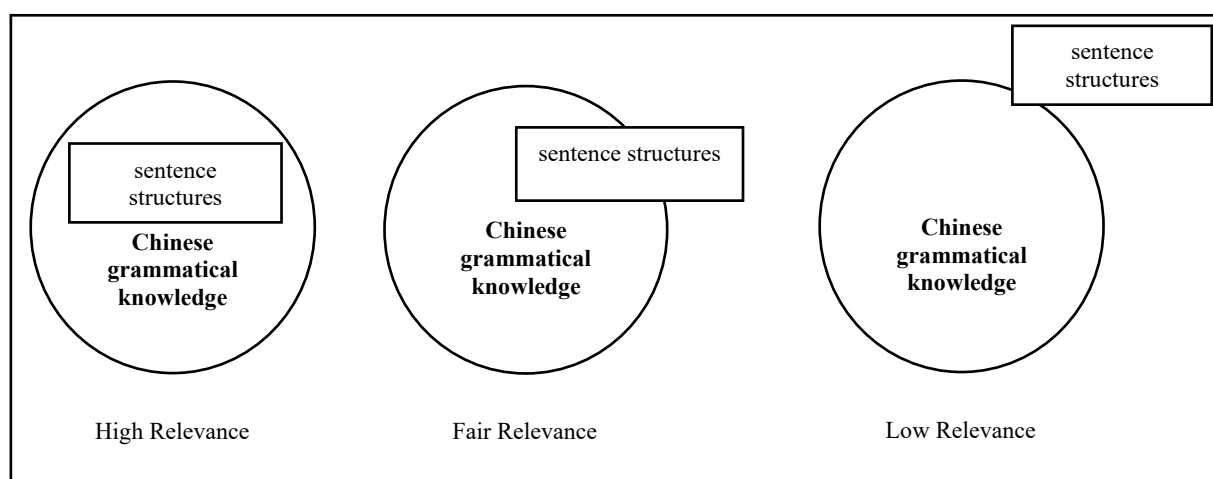 sentence
structures
Chinese
grammatical
knowledge
High Relevance
sentence structures
Chinese
grammatical
knowledge
Fair Relevance
sentence
structures
Chinese
grammatical
knowledge
Low Relevance